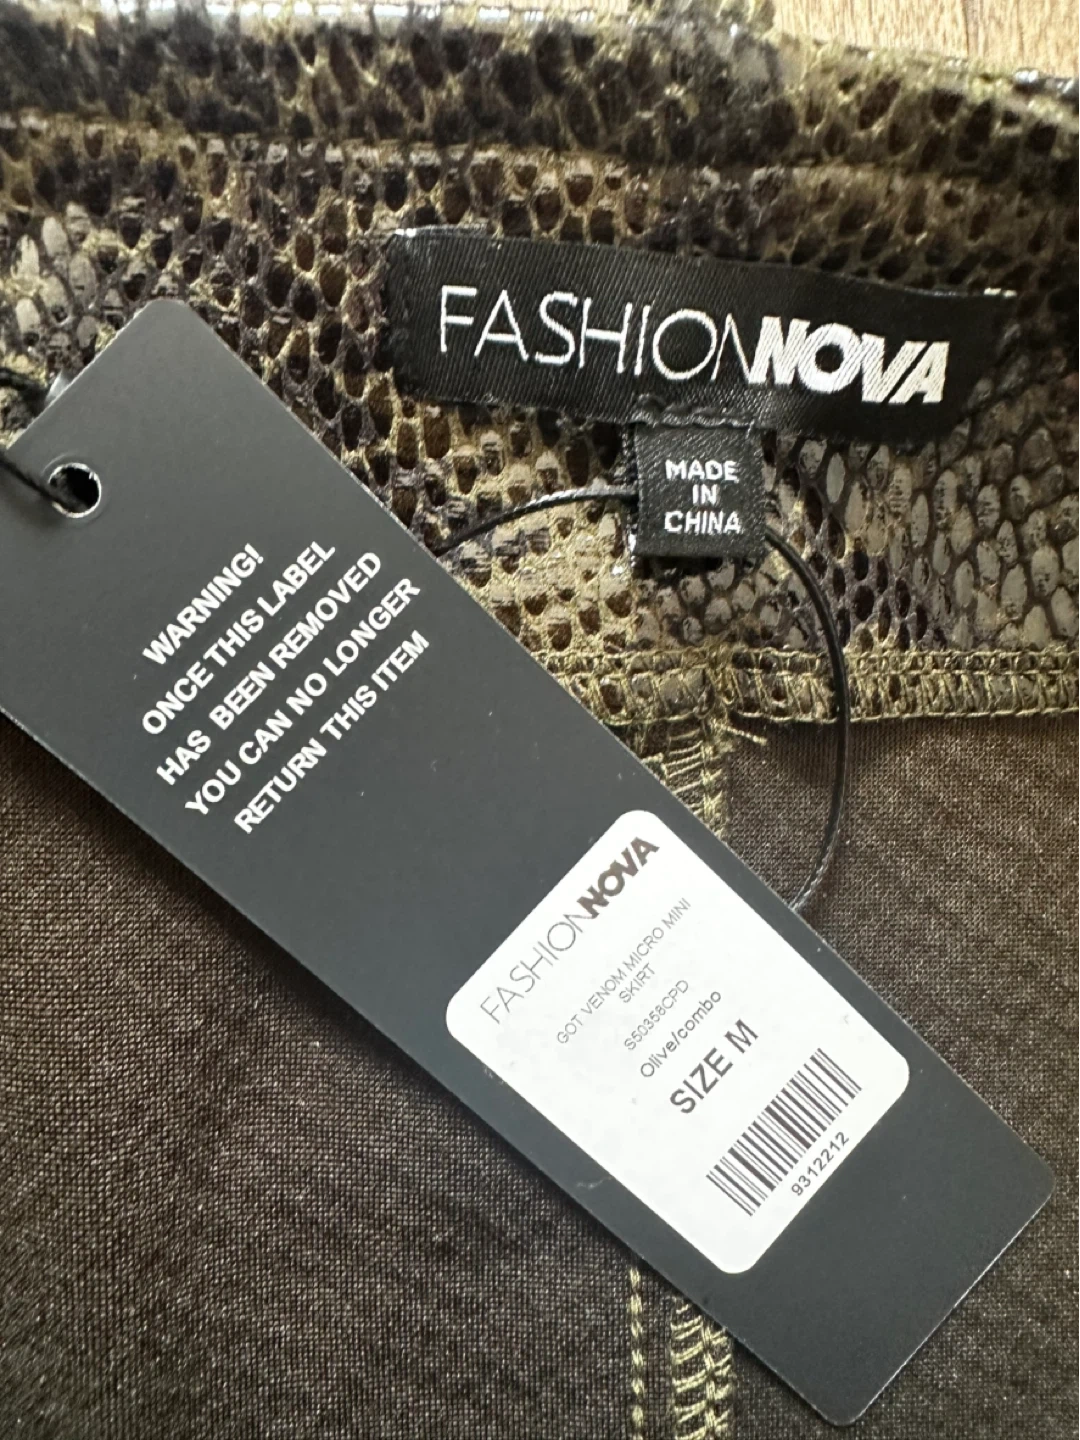 FASHIONNOVA
MADE
IN
CHINA
WARNING!
ONCE THIS LABEL
HAS BEEN REMOVED
YOU CAN NO LONGER
RETURN THIS ITEM
FASHIONNOVA
GOT VENOM MICRO MINI
SKIRT
S50358CPD
Olive/combo
SIZE M
9312212